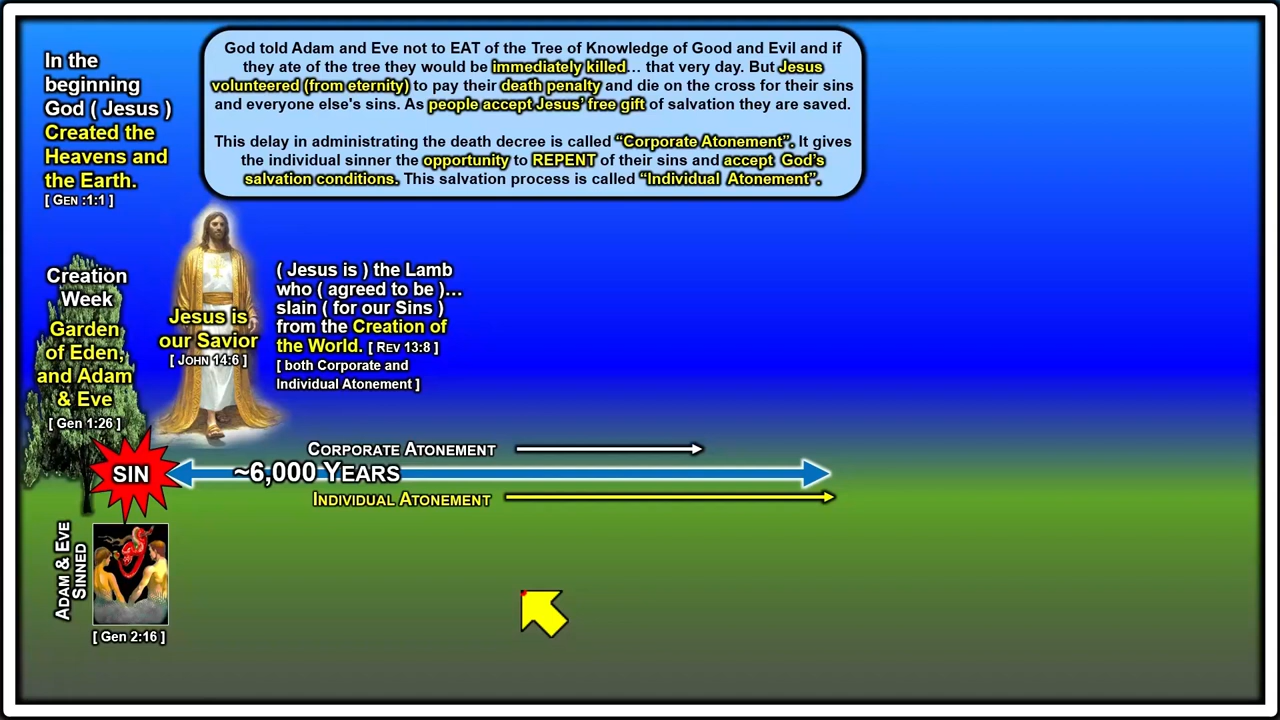 In the
beginning
God ( Jesus )
Created the
Heavens and
the Earth.
[ GEN :1:1 ]
God told Adam and Eve not to EAT of the Tree of Knowledge of Good and Evil and if
they ate of the tree they would be immediately killed… that very day. But Jesus
volunteered (from eternity) to pay their death penalty and die on the cross for their sins
and everyone else's sins. As people accept Jesus’ free gift of salvation they are saved.
This delay in administrating the death decree is called “Corporate Atonement”. It gives
the individual sinner the opportunity to REPENT of their sins and accept God’s
salvation conditions. This salvation process is called “Individual Atonement”.
Creation
Week
Garden
of Eden,
and Adam
& Eve
[ Gen 1:26 ]
Jesus is
our Savior
[ JOHN 14:6 ]
( Jesus is ) the Lamb
who ( agreed to be )…
slain ( for our Sins )
from the Creation of
the World. [ REV 13:8 ]
[ both Corporate and
Individual Atonement ]
CORPORATE ATONEMENT
SIN
~6,000 YEARS
INDIVIDUAL ATONEMENT
ADAM & EVE
SINNED
[ Gen 2:16 ]